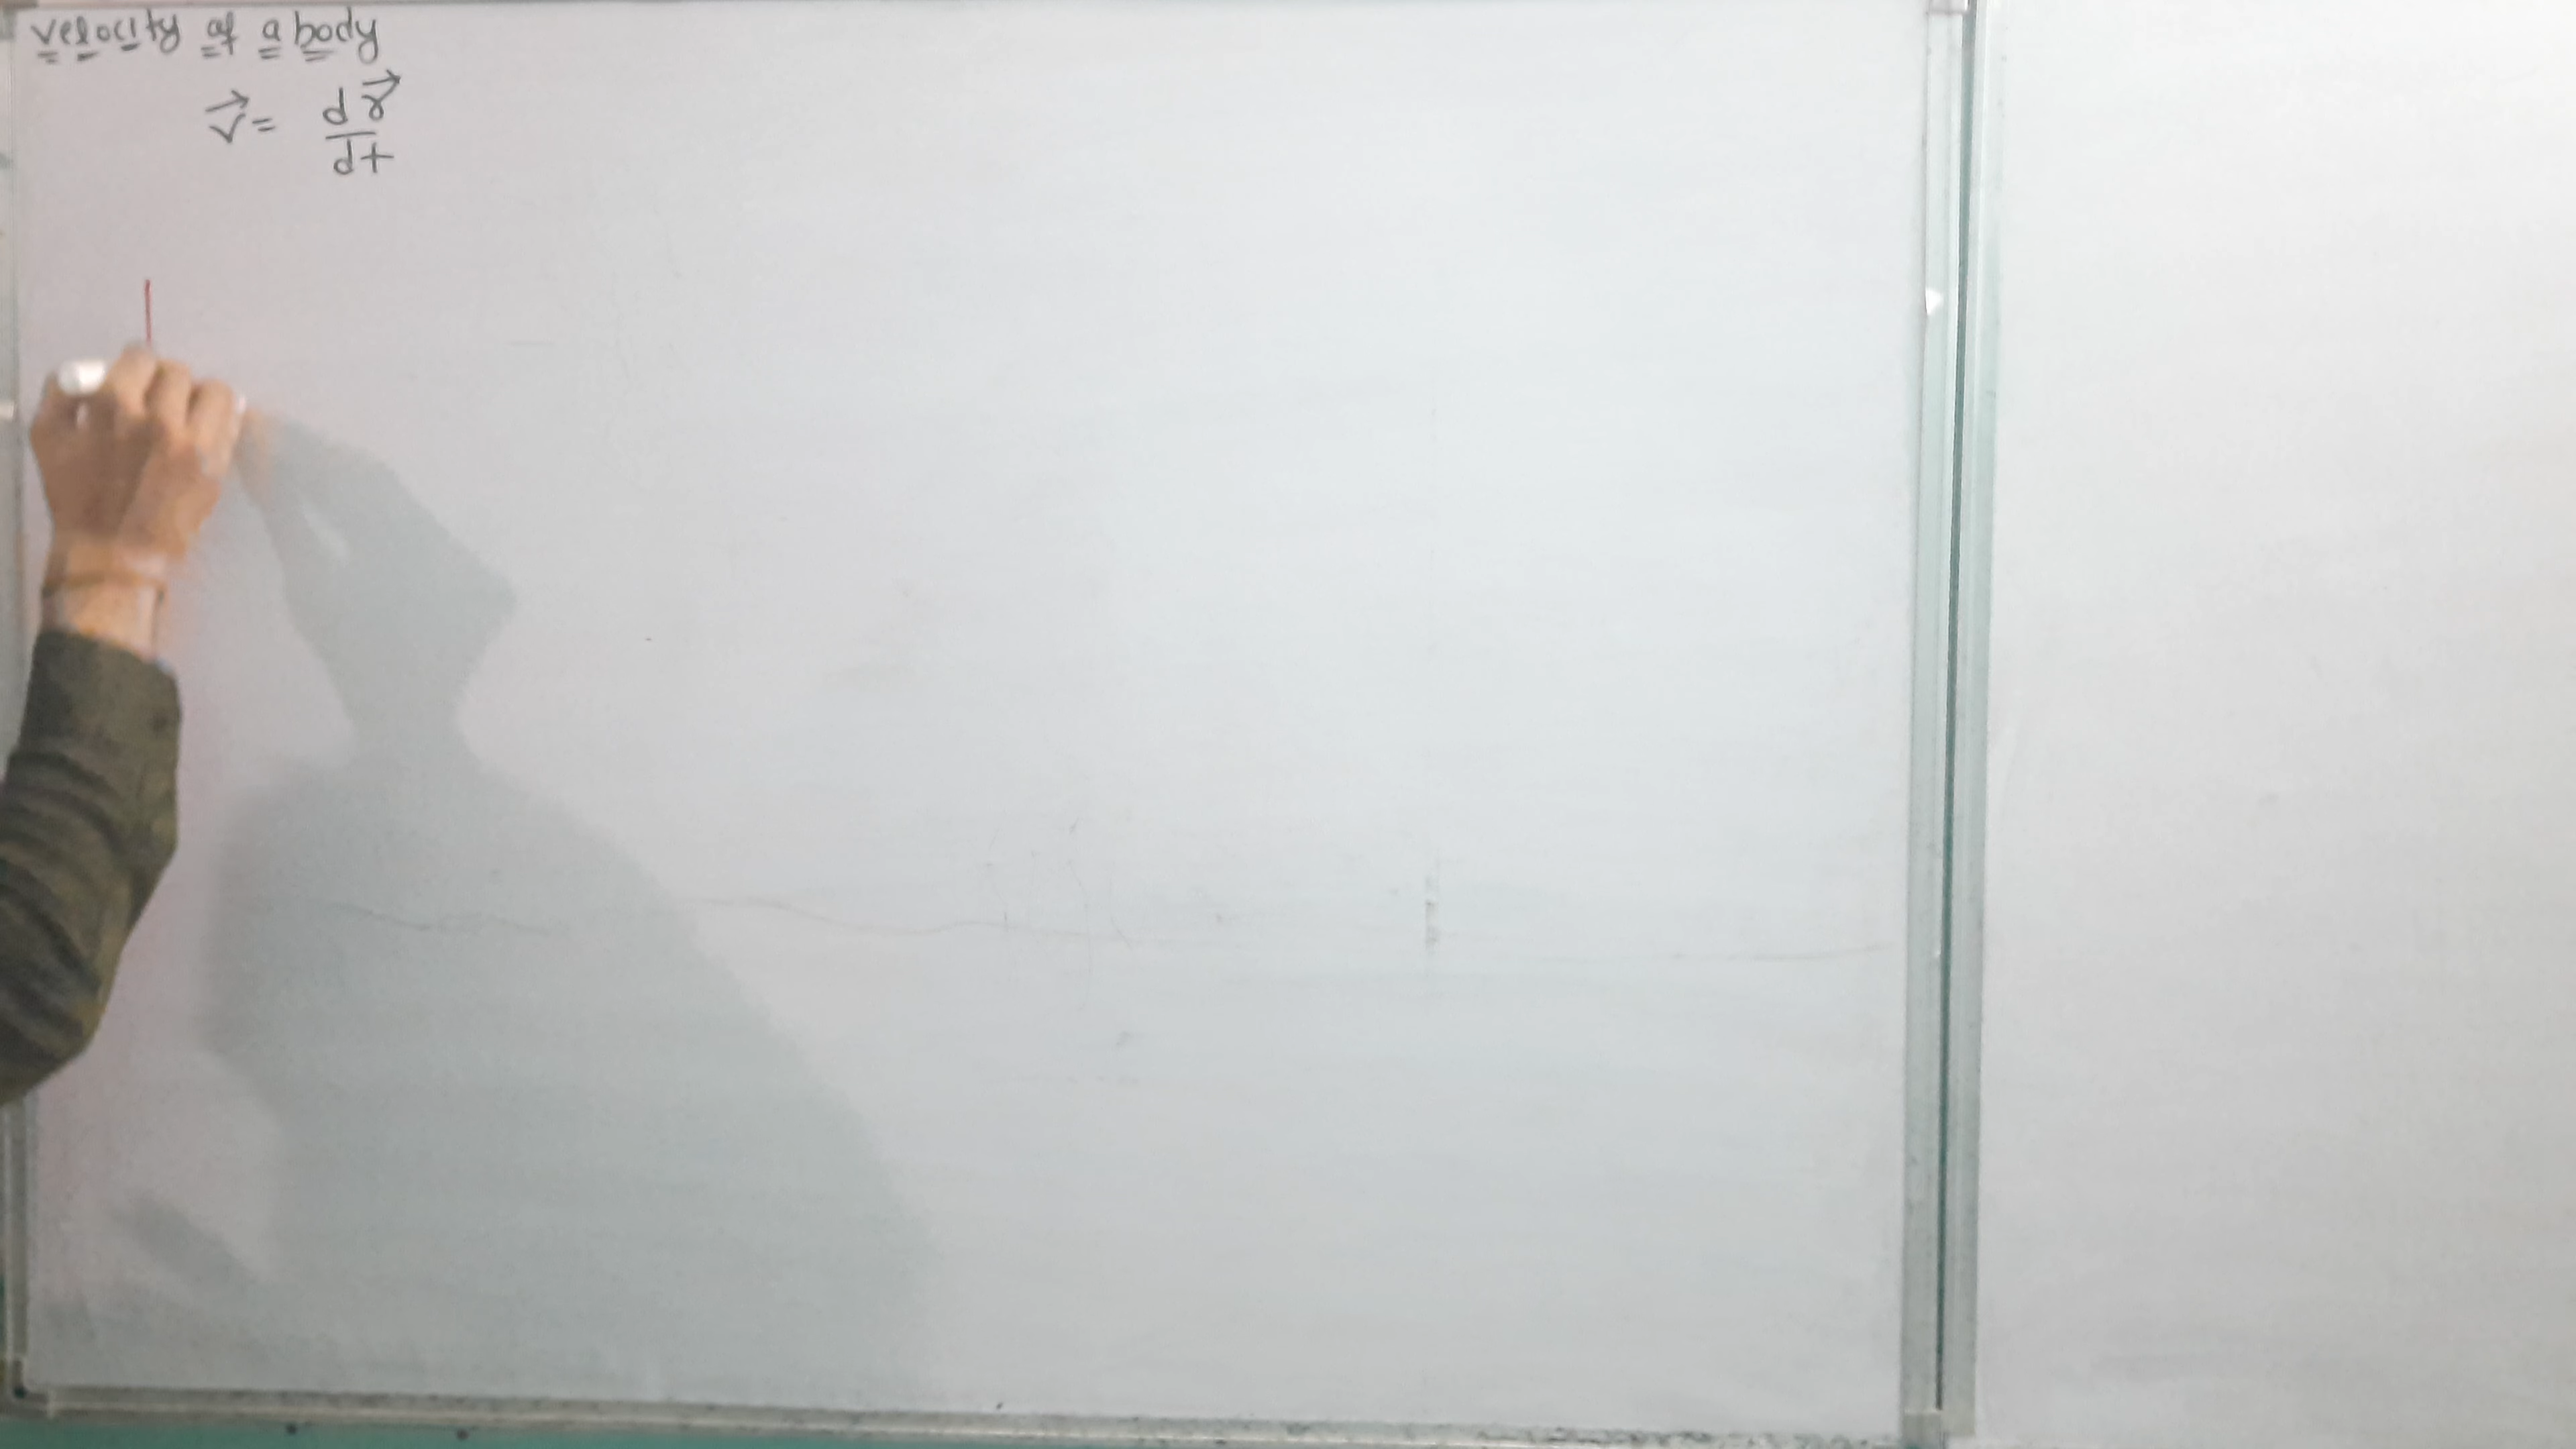 velocity of a body
v⃗ = dr⃗/dt